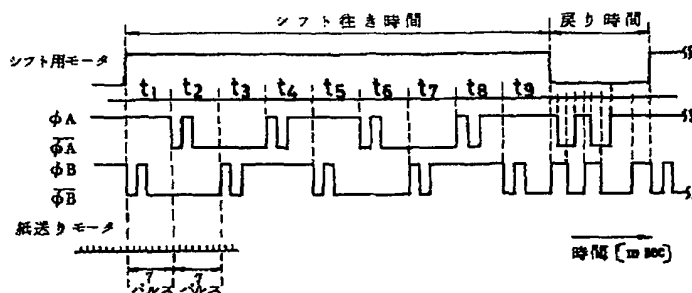 シフト往き時間 戻り時間
シフト用モータ
t1 t2 t3 t4 t5 t6 t7 t8 t9
φA
φA̅
φB
φB̅
紙送りモータ
時間〔m sec〕
7 7
パルス パルス